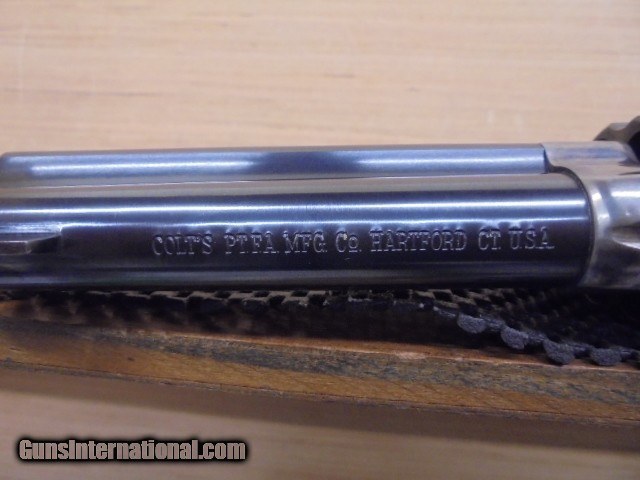 COLT'S PT.F.A. MFG. CO. HARTFORD CT. U.S.A.
GunsInternational.com